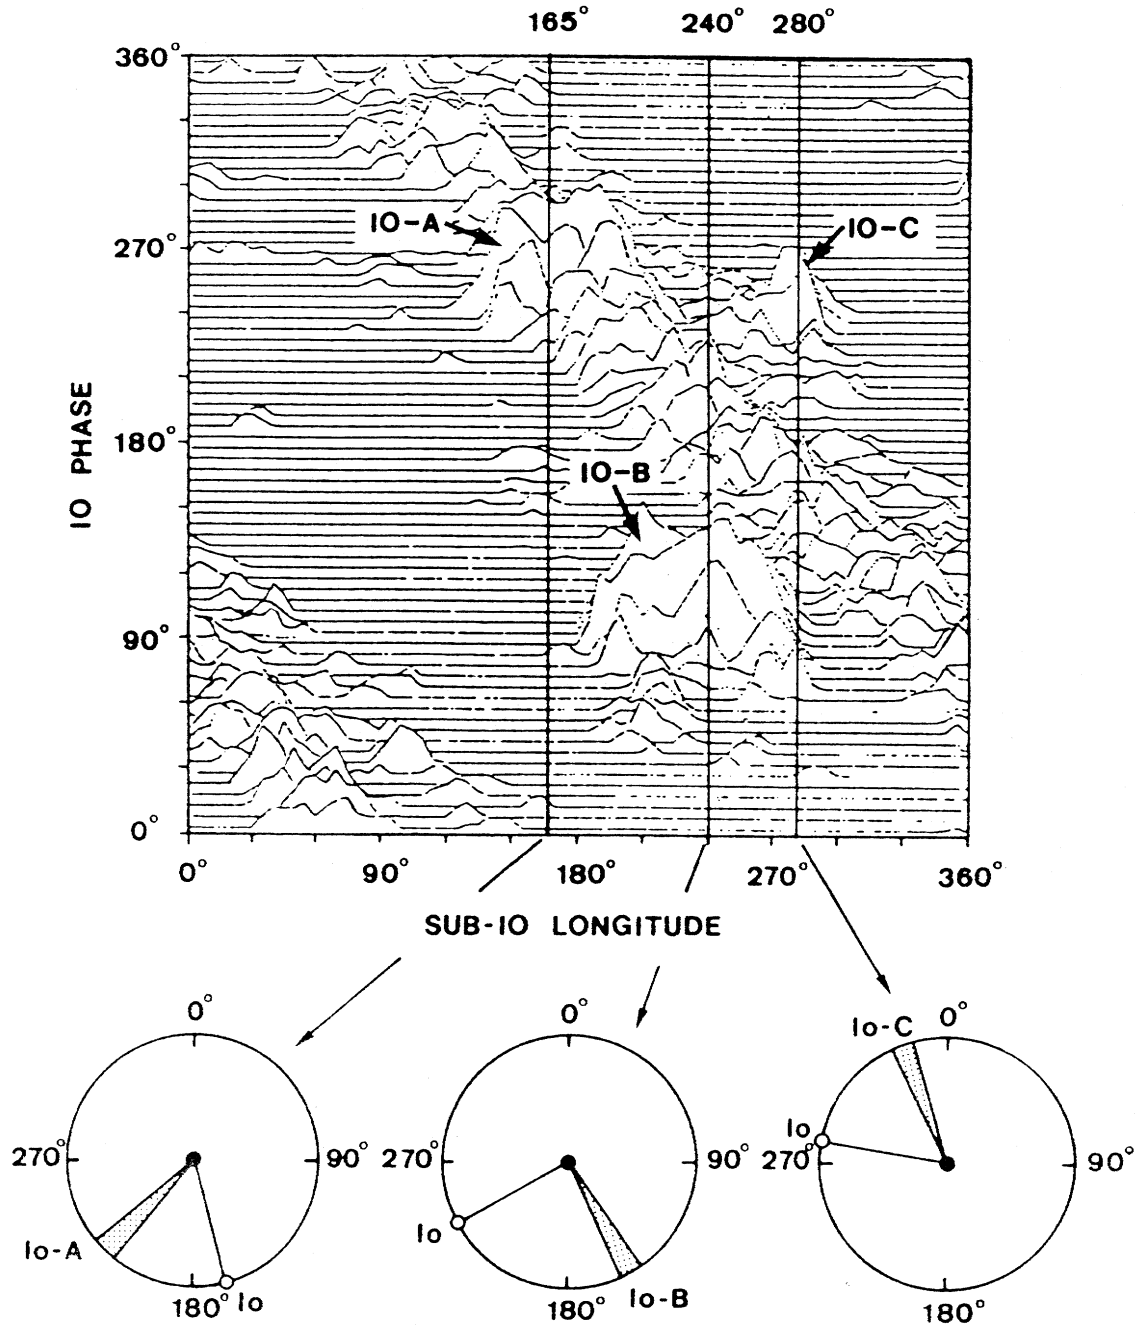 165° 240° 280°
360°
IO-A
IO-C
270°
IO PHASE
180°
IO-B
90°
0°
0° 90° 180° 270° 360°
SUB-IO LONGITUDE
0° 0° Io-C 0°
Io
270° 90° 270° 90° 270° 90°
Io
Io-A
180° Io 180° Io-B 180°